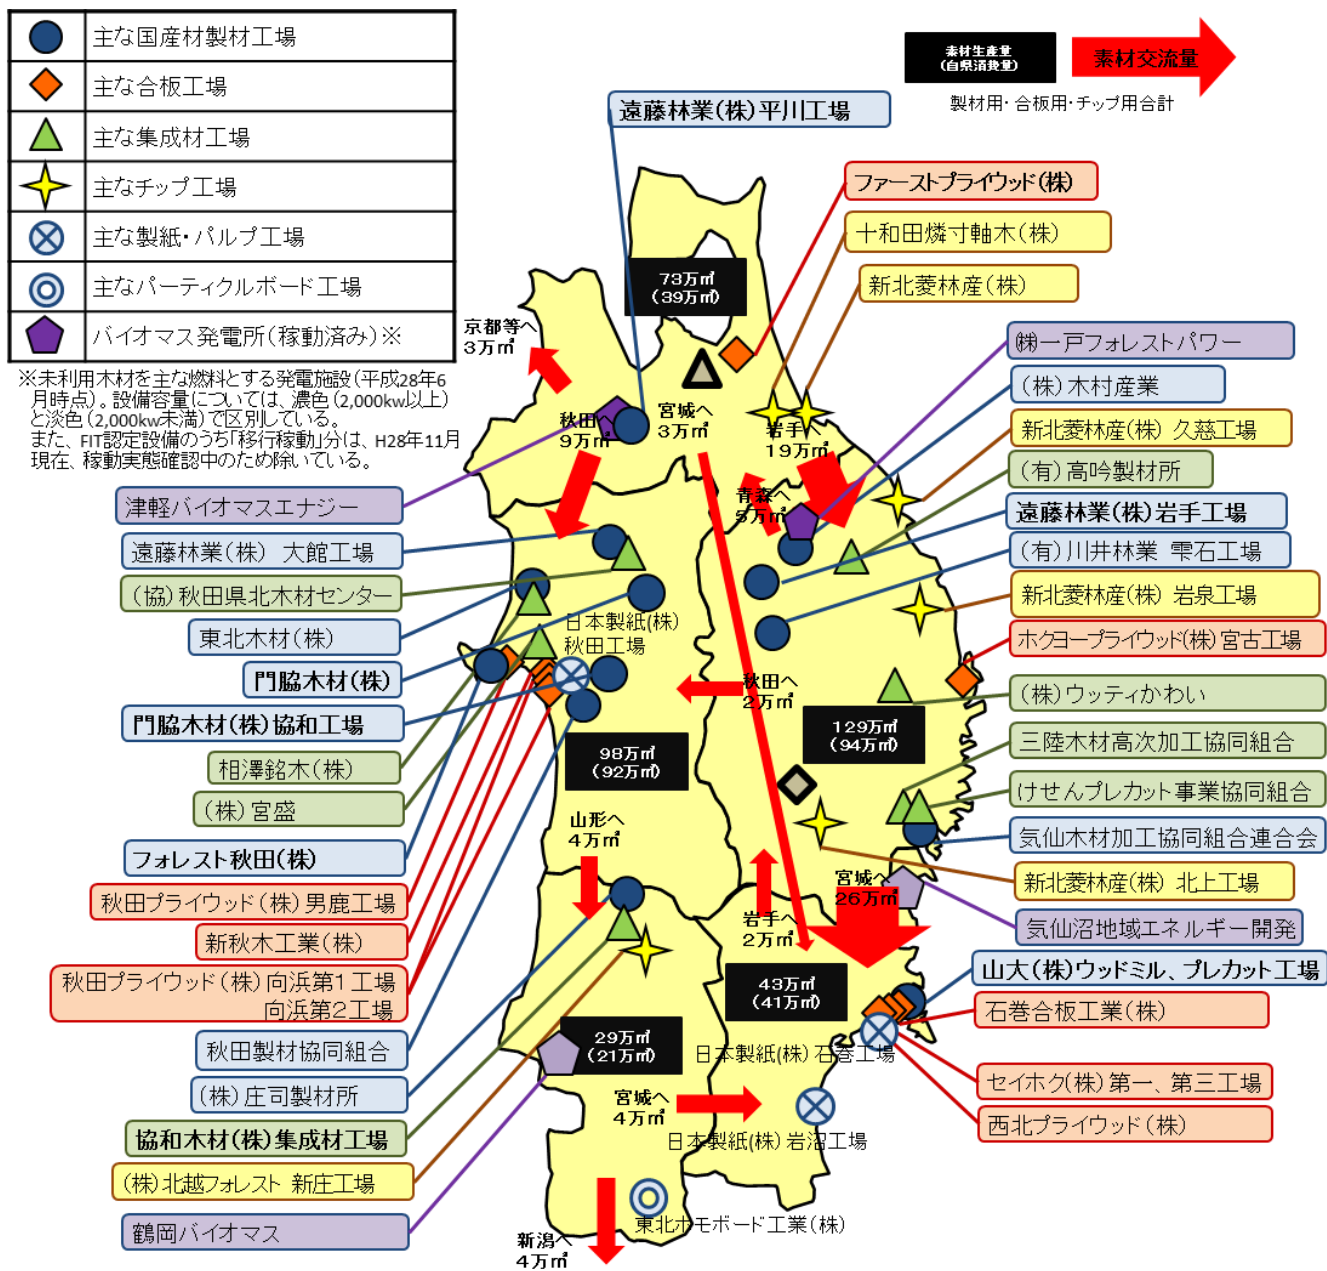 主な国産材製材工場
主な合板工場
主な集成材工場
主なチップ工場
主な製紙・パルプ工場
主なパーティクルボード工場
バイオマス発電所(稼動済み)※
※未利用木材を主な燃料とする発電施設(平成28年6
月時点)。設備容量については、濃色(2,000kw以上)
と淡色(2,000kw未満)で区別している。
また、FIT認定設備のうち「移行稼動」分は、H28年11月
現在、稼動実態確認中のため除いている。
素材生産量
(自県消費量)
素材交流量
製材用・合板用・チップ用合計
遠藤林業(株)平川工場
ファーストプライウッド(株)
十和田燐寸軸木(株)
新北菱林産(株)
㈱一戸フォレストパワー
(株)木村産業
新北菱林産(株) 久慈工場
(有)高吟製材所
遠藤林業(株)岩手工場
(有)川井林業 雫石工場
新北菱林産(株) 岩泉工場
ホクヨープライウッド(株)宮古工場
(株)ウッティかわい
三陸木材高次加工協同組合
けせんプレカット事業協同組合
気仙木材加工協同組合連合会
新北菱林産(株) 北上工場
気仙沼地域エネルギー開発
山大(株)ウッドミル、プレカット工場
石巻合板工業(株)
セイホク(株)第一、第三工場
西北プライウッド(株)
津軽バイオマスエナジー
遠藤林業(株) 大館工場
(協)秋田県北木材センター
東北木材(株)
門脇木材(株)
門脇木材(株)協和工場
相澤銘木(株)
(株)宮盛
フォレスト秋田(株)
秋田プライウッド(株)男鹿工場
新秋木工業(株)
秋田プライウッド(株)向浜第1工場
向浜第2工場
秋田製材協同組合
(株)庄司製材所
協和木材(株)集成材工場
(株)北越フォレスト 新庄工場
鶴岡バイオマス
73万㎥
(39万㎥)
京都等へ
3万㎥
秋田へ
9万㎥
宮城へ
3万㎥
岩手へ
19万㎥
青森へ
5万㎥
日本製紙(株)
秋田工場
秋田へ
2万㎥
129万㎥
(94万㎥)
98万㎥
(92万㎥)
山形へ
4万㎥
宮城へ
26万㎥
岩手へ
2万㎥
43万㎥
(41万㎥)
29万㎥
(21万㎥)
日本製紙(株)石巻工場
宮城へ
4万㎥
日本製紙(株)岩沼工場
東北ホモボード工業(株)
新潟へ
4万㎥